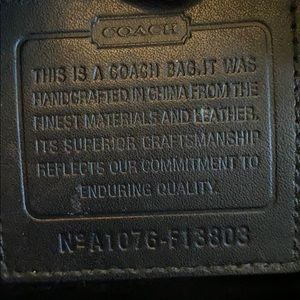 COACH
THIS IS A COACH BAG.IT WAS
HANDCRAFTED IN CHINA FROM THE
FINEST MATERIALS AND LEATHER.
ITS SUPERIOR CRAFTSMANSHIP
REFLECTS OUR COMMITMENT TO
ENDURING QUALITY.
Nº A1076-F13803